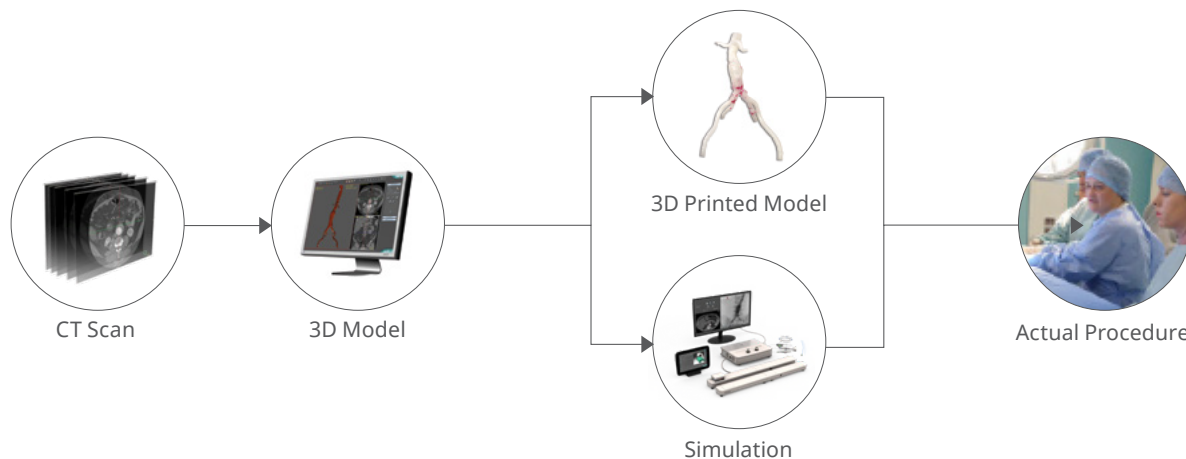 CT Scan
3D Model
3D Printed Model
Simulation
Actual Procedure